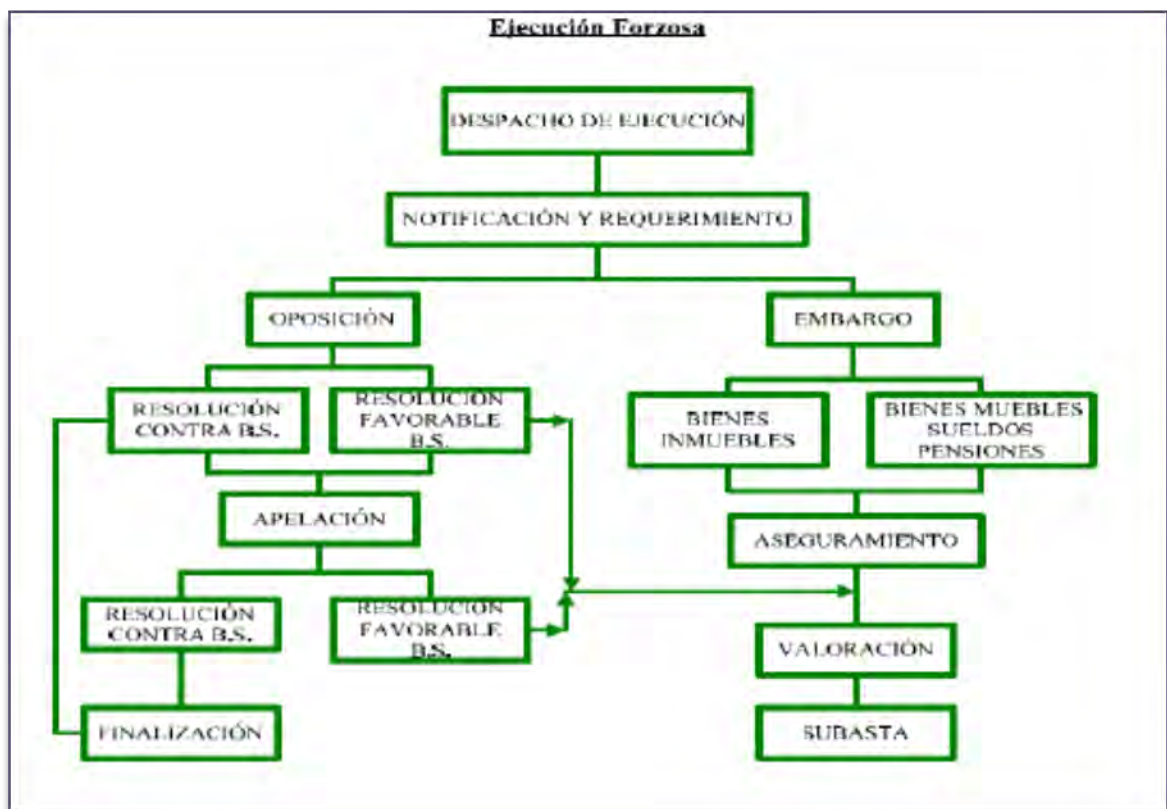 Ejecución Forzosa
DESPACHO DE EJECUCIÓN
NOTIFICACIÓN Y REQUERIMIENTO
OPOSICIÓN
EMBARGO
RESOLUCIÓN
CONTRA B.S.
RESOLUCIÓN
FAVORABLE
B.S.
BIENES
INMUEBLES
BIENES MUEBLES
SUELDOS
PENSIONES
APELACIÓN
ASEGURAMIENTO
RESOLUCIÓN
CONTRA B.S.
RESOLUCIÓN
FAVORABLE
B.S.
VALORACIÓN
FINALIZACIÓN
SUBASTA